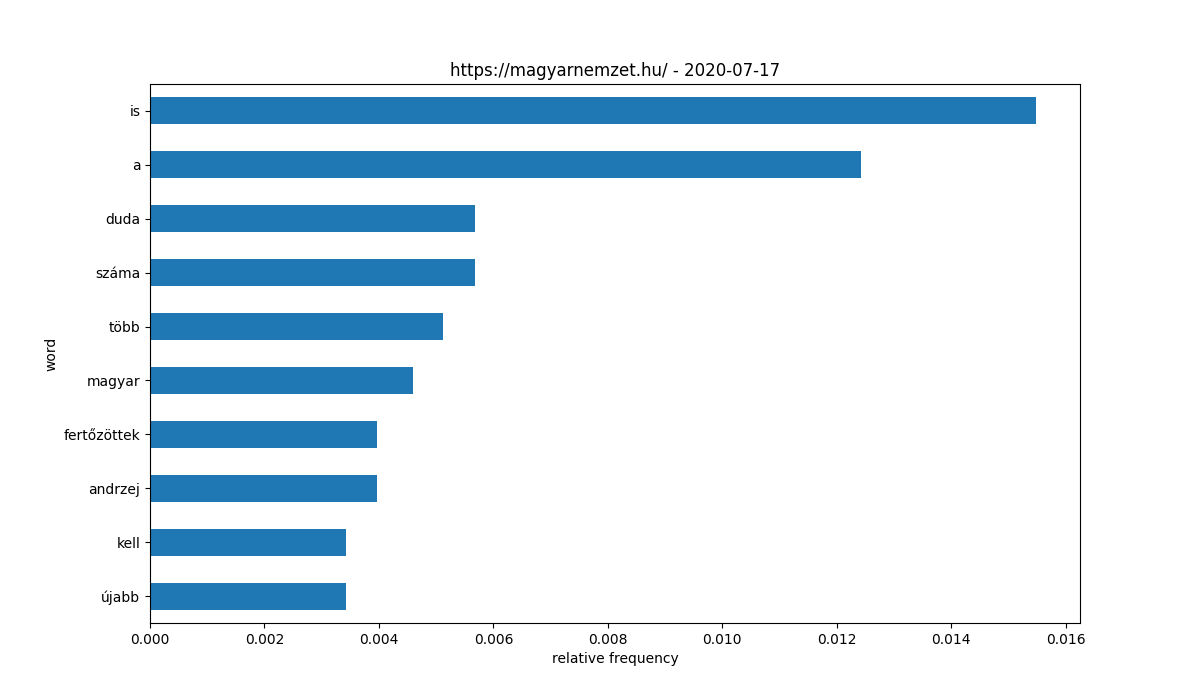 https://magyarnemzet.hu/ - 2020-07-17
is
a
duda
száma
több
magyar
fertőzöttek
andrzej
kell
újabb
word
0.000 0.002 0.004 0.006 0.008 0.010 0.012 0.014 0.016
relative frequency